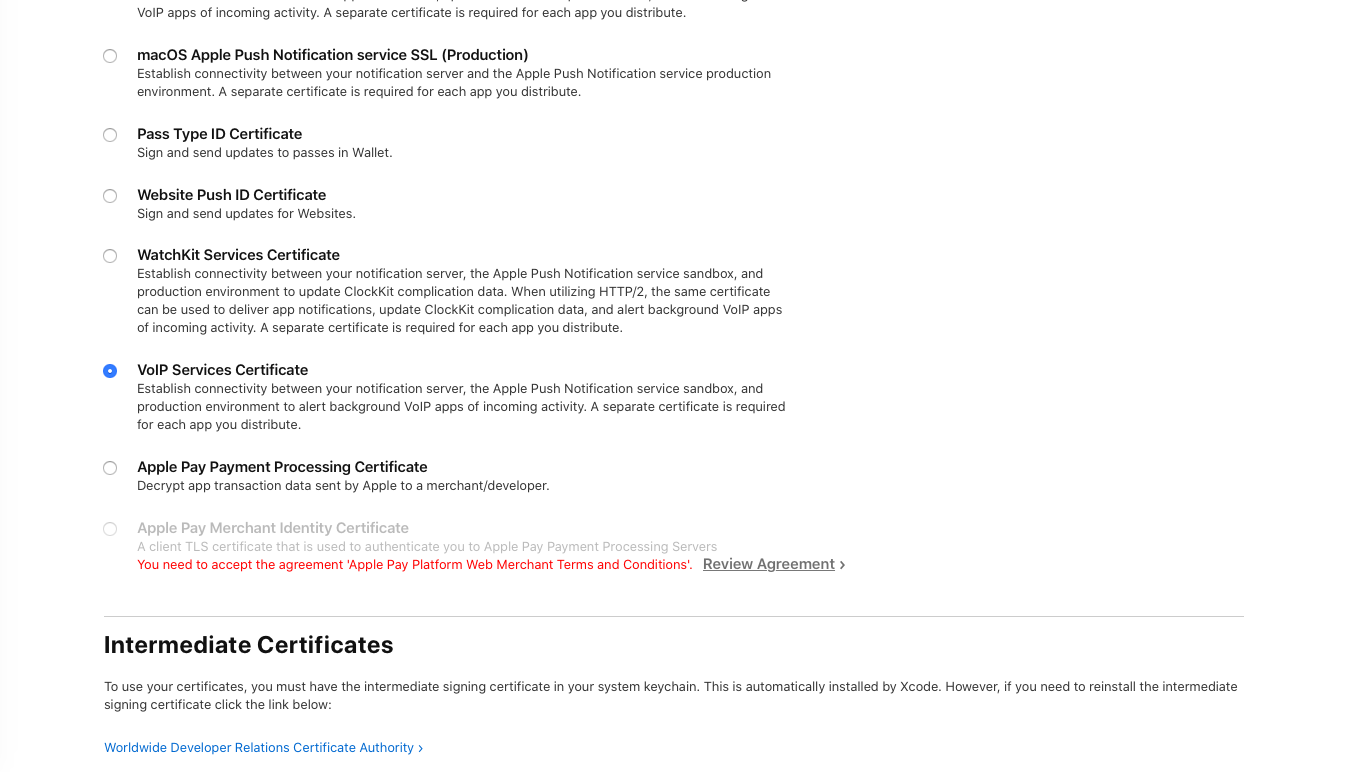 VoIP apps of incoming activity. A separate certificate is required for each app you distribute.
macOS Apple Push Notification service SSL (Production)
Establish connectivity between your notification server and the Apple Push Notification service production
environment. A separate certificate is required for each app you distribute.
Pass Type ID Certificate
Sign and send updates to passes in Wallet.
Website Push ID Certificate
Sign and send updates for Websites.
WatchKit Services Certificate
Establish connectivity between your notification server, the Apple Push Notification service sandbox, and
production environment to update ClockKit complication data. When utilizing HTTP/2, the same certificate
can be used to deliver app notifications, update ClockKit complication data, and alert background VoIP apps
of incoming activity. A separate certificate is required for each app you distribute.
VoIP Services Certificate
Establish connectivity between your notification server, the Apple Push Notification service sandbox, and
production environment to alert background VoIP apps of incoming activity. A separate certificate is required
for each app you distribute.
Apple Pay Payment Processing Certificate
Decrypt app transaction data sent by Apple to a merchant/developer.
Apple Pay Merchant Identity Certificate
A client TLS certificate that is used to authenticate you to Apple Pay Payment Processing Servers
You need to accept the agreement 'Apple Pay Platform Web Merchant Terms and Conditions'. Review Agreement ›
Intermediate Certificates
To use your certificates, you must have the intermediate signing certificate in your system keychain. This is automatically installed by Xcode. However, if you need to reinstall the intermediate
signing certificate click the link below:
Worldwide Developer Relations Certificate Authority ›